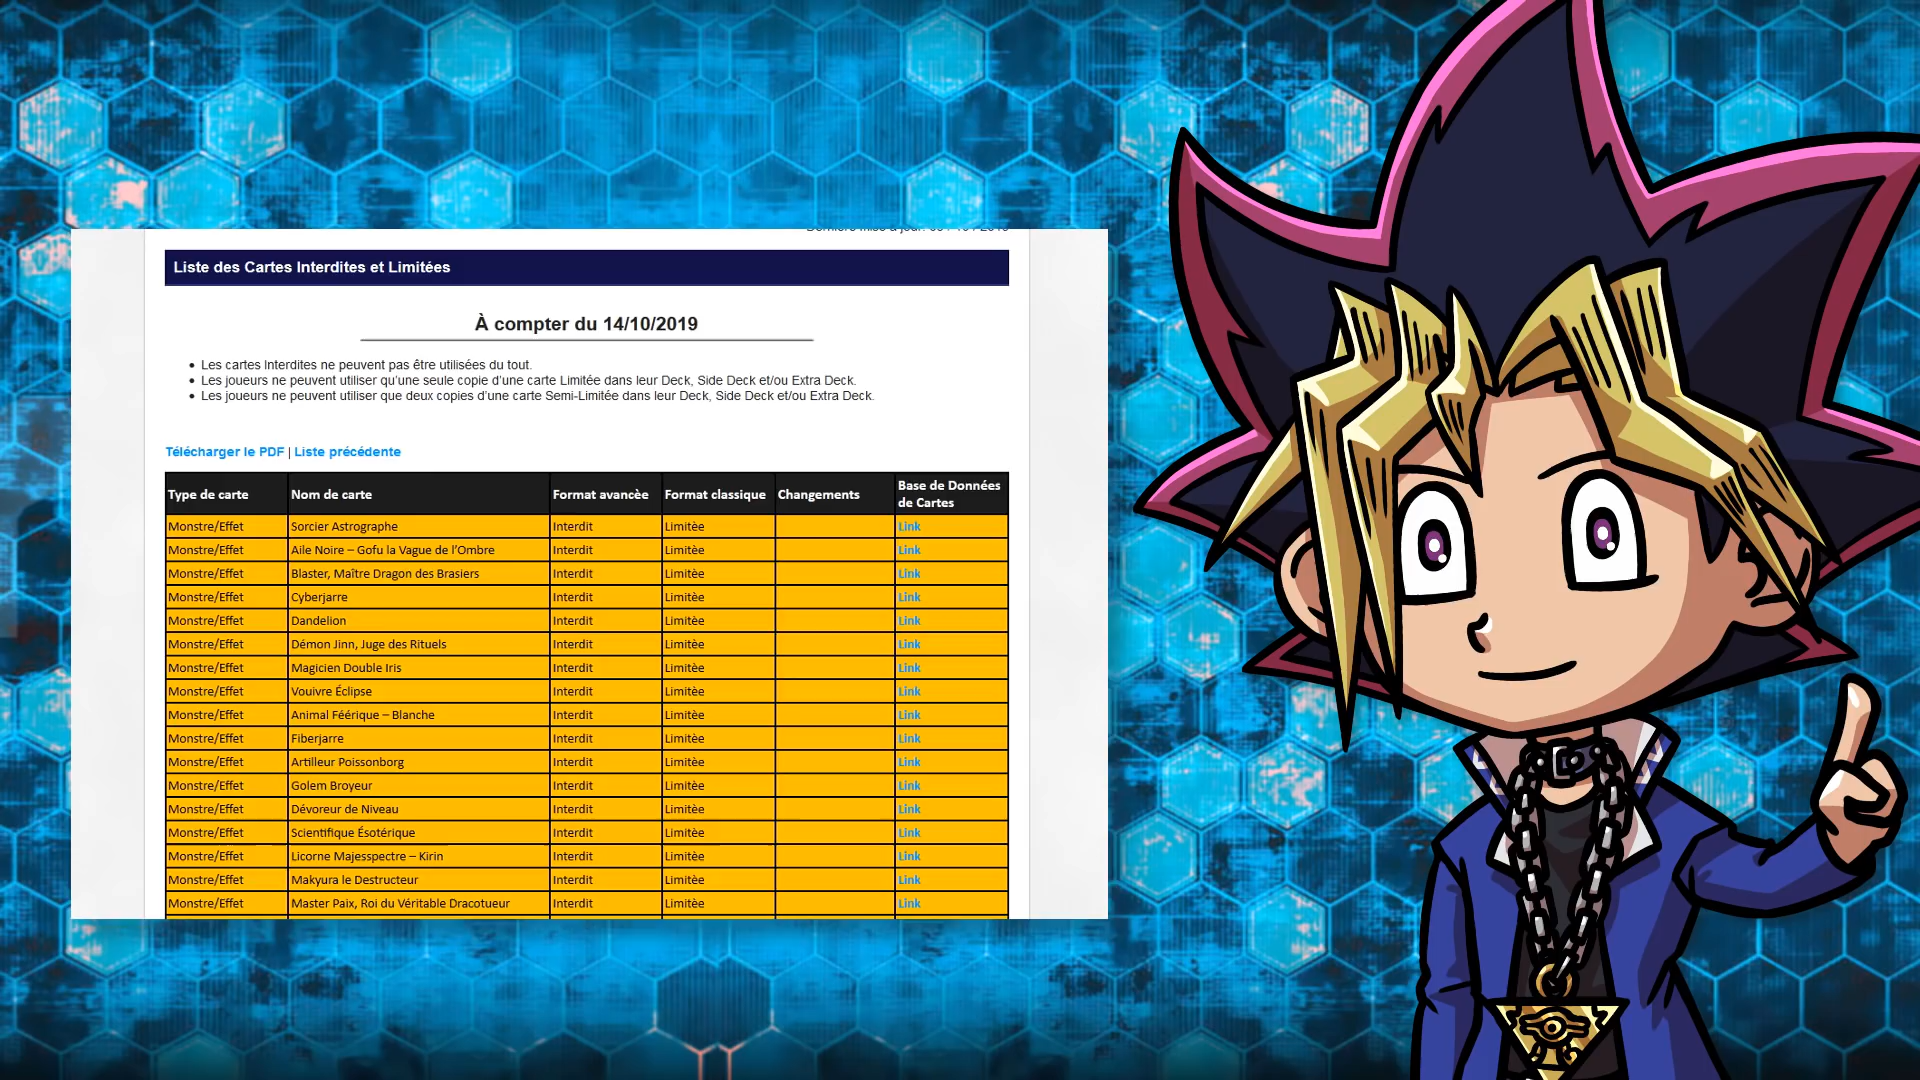 Liste des Cartes Interdites et Limitées
À compter du 14/10/2019
• Les cartes Interdites ne peuvent pas être utilisées du tout.
• Les joueurs ne peuvent utiliser qu'une seule copie d'une carte Limitée dans leur Deck, Side Deck et/ou Extra Deck.
• Les joueurs ne peuvent utiliser que deux copies d'une carte Semi-Limitée dans leur Deck, Side Deck et/ou Extra Deck.
Télécharger le PDF | Liste précédente
Type de carte Nom de carte Format avancèe Format classique Changements Base de Données de Cartes
Monstre/Effet Sorcier Astrographe Interdit Limitèe Link
Monstre/Effet Aile Noire – Gofu la Vague de l'Ombre Interdit Limitèe Link
Monstre/Effet Blaster, Maître Dragon des Brasiers Interdit Limitèe Link
Monstre/Effet Cyberjarre Interdit Limitèe Link
Monstre/Effet Dandelion Interdit Limitèe Link
Monstre/Effet Démon Jinn, Juge des Rituels Interdit Limitèe Link
Monstre/Effet Magicien Double Iris Interdit Limitèe Link
Monstre/Effet Vouivre Éclipse Interdit Limitèe Link
Monstre/Effet Animal Féérique – Blanche Interdit Limitèe Link
Monstre/Effet Fiberjarre Interdit Limitèe Link
Monstre/Effet Artilleur Poissonborg Interdit Limitèe Link
Monstre/Effet Golem Broyeur Interdit Limitèe Link
Monstre/Effet Dévoreur de Niveau Interdit Limitèe Link
Monstre/Effet Scientifique Ésotérique Interdit Limitèe Link
Monstre/Effet Licorne Majesspectre – Kirin Interdit Limitèe Link
Monstre/Effet Makyura le Destructeur Interdit Limitèe Link
Monstre/Effet Master Paix, Roi du Véritable Dracotueur Interdit Limitèe Link